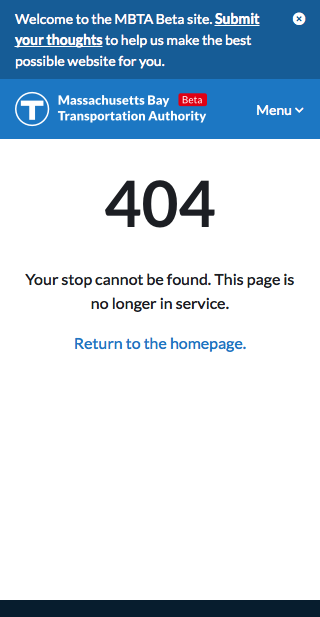 Welcome to the MBTA Beta site. Submit
your thoughts to help us make the best
possible website for you.
T
Massachusetts Bay Beta
Transportation Authority
Menu
404
Your stop cannot be found. This page is
no longer in service.
Return to the homepage.